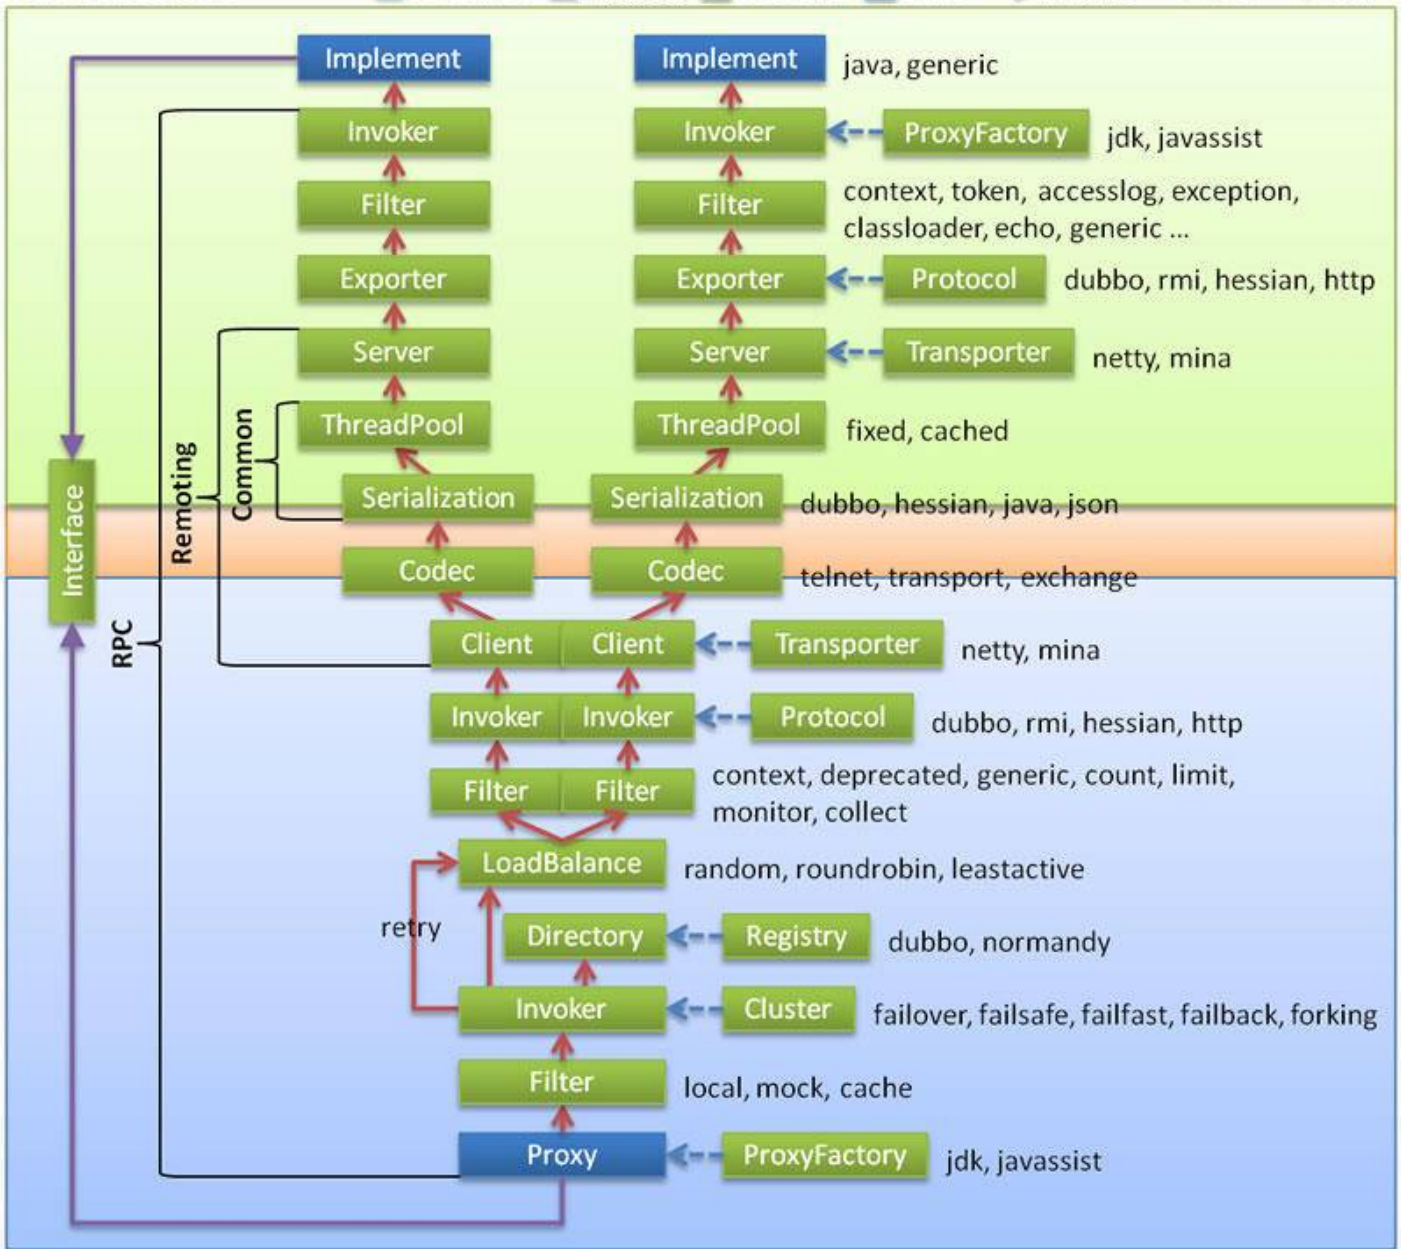 Implement
Implement
java, generic
Invoker
Invoker
ProxyFactory
jdk, javassist
Filter
Filter
context, token, accesslog, exception,
classloader, echo, generic ...
Exporter
Exporter
Protocol
dubbo, rmi, hessian, http
Server
Server
Transporter
netty, mina
ThreadPool
ThreadPool
fixed, cached
Serialization
Serialization
dubbo, hessian, java, json
Codec
Codec
telnet, transport, exchange
Interface
RPC
Remoting
Common
Client
Client
Transporter
netty, mina
Invoker
Invoker
Protocol
dubbo, rmi, hessian, http
Filter
Filter
context, deprecated, generic, count, limit,
monitor, collect
LoadBalance
random, roundrobin, leastactive
retry
Directory
Registry
dubbo, normandy
Invoker
Cluster
failover, failsafe, failfast, failback, forking
Filter
local, mock, cache
Proxy
ProxyFactory
jdk, javassist